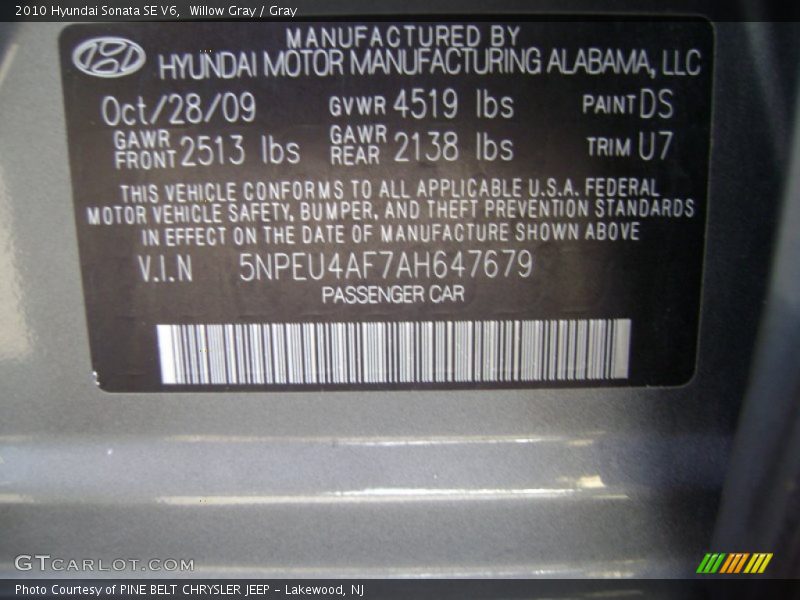 2010 Hyundai Sonata SE V6, Willow Gray / Gray
MANUFACTURED BY
HYUNDAI MOTOR MANUFACTURING ALABAMA, LLC
Oct/28/09 GVWR 4519 lbs PAINT DS
GAWR FRONT 2513 lbs GAWR REAR 2138 lbs TRIM U7
THIS VEHICLE CONFORMS TO ALL APPLICABLE U.S.A. FEDERAL
MOTOR VEHICLE SAFETY, BUMPER, AND THEFT PREVENTION STANDARDS
IN EFFECT ON THE DATE OF MANUFACTURE SHOWN ABOVE
V.I.N 5NPEU4AF7AH647679
PASSENGER CAR
GTCARLOT.COM
Photo Courtesy of PINE BELT CHRYSLER JEEP - Lakewood, NJ